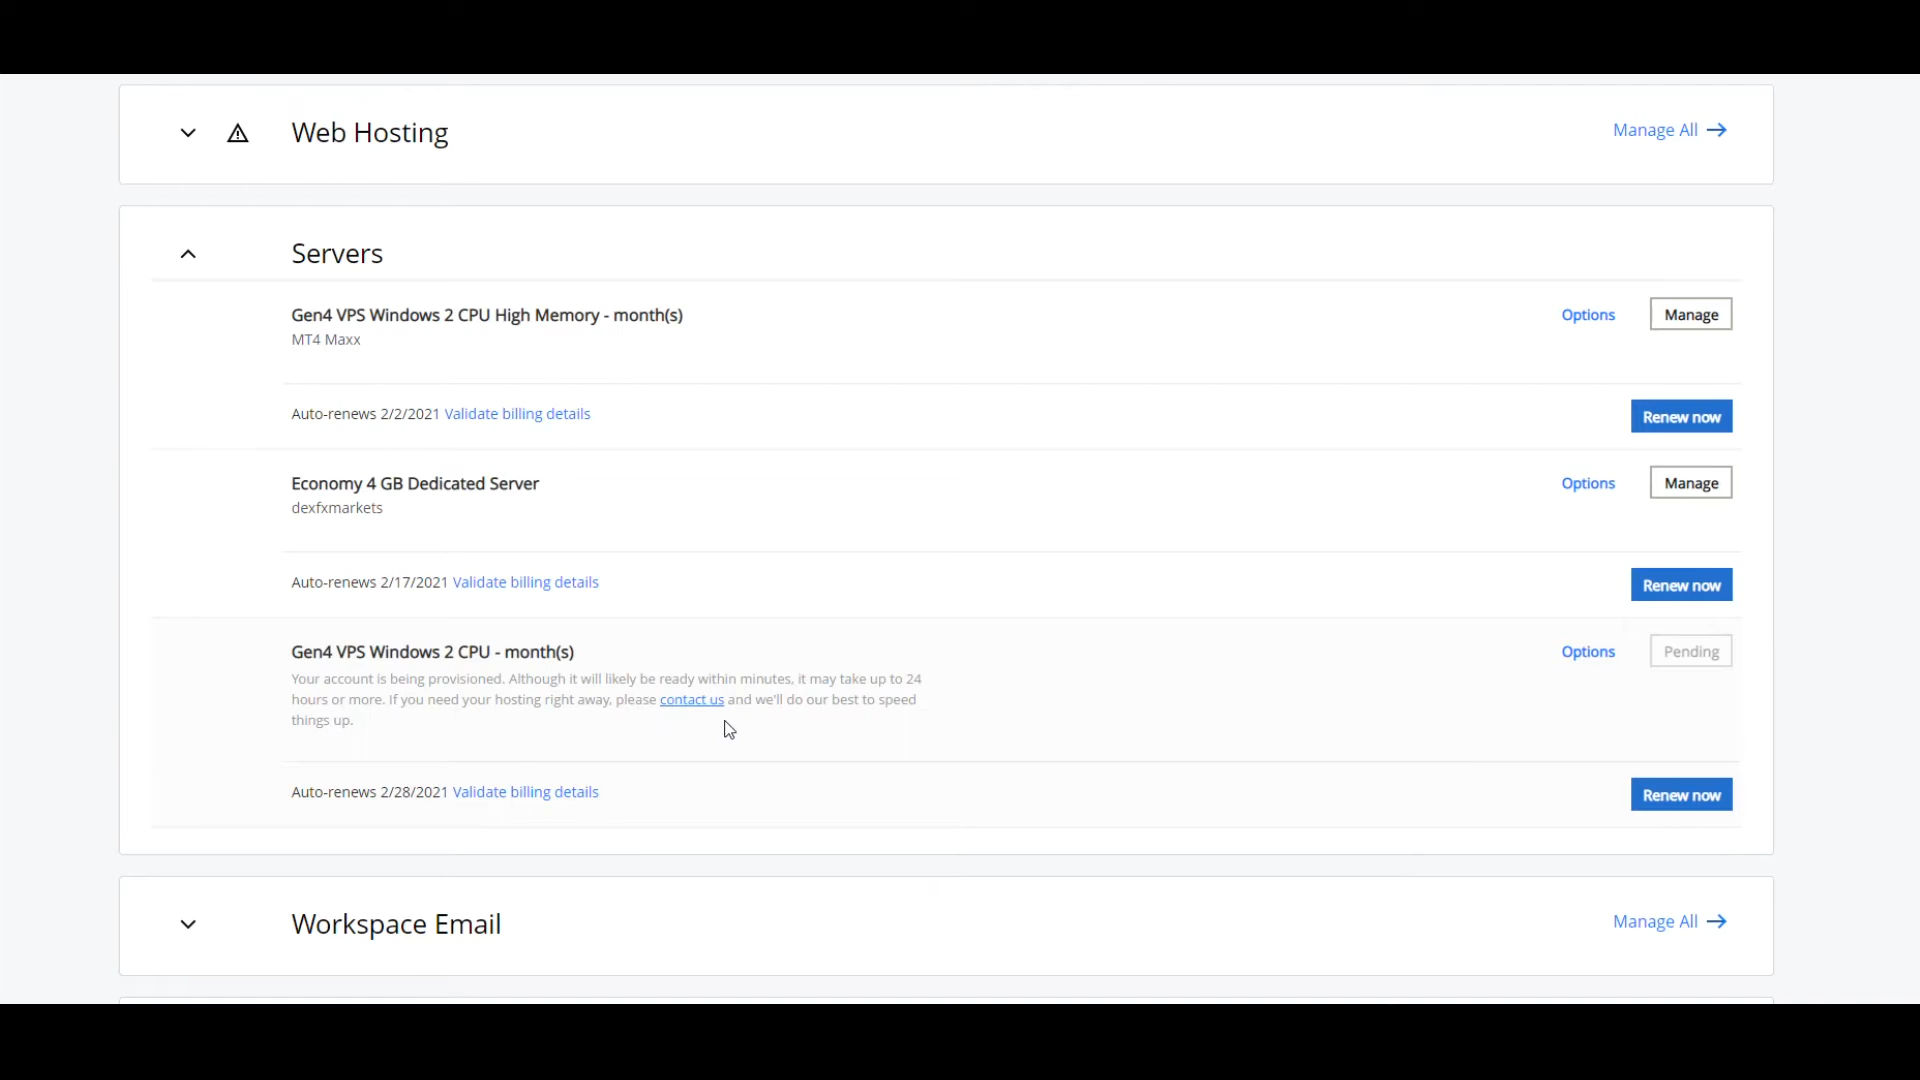 Web Hosting
Manage All
Servers
Gen4 VPS Windows 2 CPU High Memory - month(s)
Options
Manage
MT4 Maxx
Auto-renews 2/2/2021 Validate billing details
Renew now
Economy 4 GB Dedicated Server
Options
Manage
dexfxmarkets
Auto-renews 2/17/2021 Validate billing details
Renew now
Gen4 VPS Windows 2 CPU - month(s)
Options
Pending
Your account is being provisioned. Although it will likely be ready within minutes, it may take up to 24
hours or more. If you need your hosting right away, please contact us and we'll do our best to speed
things up.
Auto-renews 2/28/2021 Validate billing details
Renew now
Workspace Email
Manage All